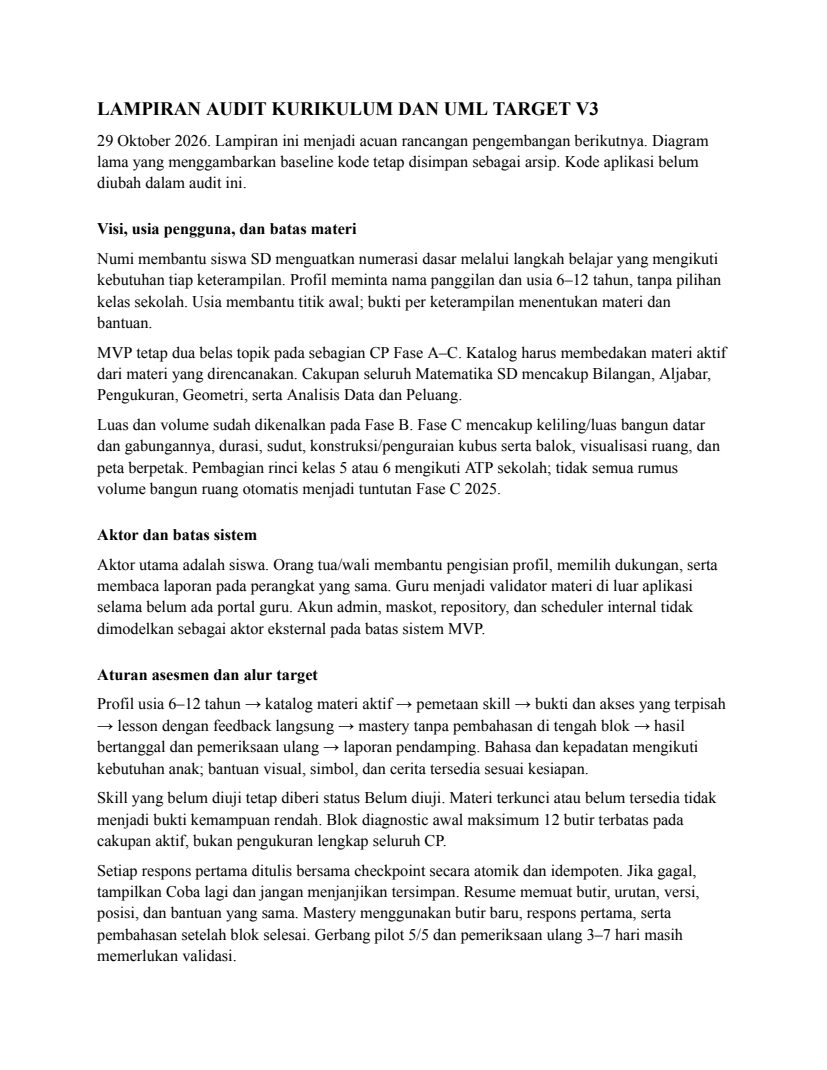 LAMPIRAN AUDIT KURIKULUM DAN UML TARGET V3
29 Oktober 2026. Lampiran ini menjadi acuan rancangan pengembangan berikutnya. Diagram
lama yang menggambarkan baseline kode tetap disimpan sebagai arsip. Kode aplikasi belum
diubah dalam audit ini.
Visi, usia pengguna, dan batas materi
Numi membantu siswa SD menguatkan numerasi dasar melalui langkah belajar yang mengikuti
kebutuhan tiap keterampilan. Profil meminta nama panggilan dan usia 6–12 tahun, tanpa pilihan
kelas sekolah. Usia membantu titik awal; bukti per keterampilan menentukan materi dan
bantuan.
MVP tetap dua belas topik pada sebagian CP Fase A–C. Katalog harus membedakan materi aktif
dari materi yang direncanakan. Cakupan seluruh Matematika SD mencakup Bilangan, Aljabar,
Pengukuran, Geometri, serta Analisis Data dan Peluang.
Luas dan volume sudah dikenalkan pada Fase B. Fase C mencakup keliling/luas bangun datar
dan gabungannya, durasi, sudut, konstruksi/penguraian kubus serta balok, visualisasi ruang, dan
peta berpetak. Pembagian rinci kelas 5 atau 6 mengikuti ATP sekolah; tidak semua rumus
volume bangun ruang otomatis menjadi tuntutan Fase C 2025.
Aktor dan batas sistem
Aktor utama adalah siswa. Orang tua/wali membantu pengisian profil, memilih dukungan, serta
membaca laporan pada perangkat yang sama. Guru menjadi validator materi di luar aplikasi
selama belum ada portal guru. Akun admin, maskot, repository, dan scheduler internal tidak
dimodelkan sebagai aktor eksternal pada batas sistem MVP.
Aturan asesmen dan alur target
Profil usia 6–12 tahun → katalog materi aktif → pemetaan skill → bukti dan akses yang terpisah
→ lesson dengan feedback langsung → mastery tanpa pembahasan di tengah blok → hasil
bertanggal dan pemeriksaan ulang → laporan pendamping. Bahasa dan kepadatan mengikuti
kebutuhan anak; bantuan visual, simbol, dan cerita tersedia sesuai kesiapan.
Skill yang belum diuji tetap diberi status Belum diuji. Materi terkunci atau belum tersedia tidak
menjadi bukti kemampuan rendah. Blok diagnostic awal maksimum 12 butir terbatas pada
cakupan aktif, bukan pengukuran lengkap seluruh CP.
Setiap respons pertama ditulis bersama checkpoint secara atomik dan idempoten. Jika gagal,
tampilkan Coba lagi dan jangan menjanjikan tersimpan. Resume memuat butir, urutan, versi,
posisi, dan bantuan yang sama. Mastery menggunakan butir baru, respons pertama, serta
pembahasan setelah blok selesai. Gerbang pilot 5/5 dan pemeriksaan ulang 3–7 hari masih
memerlukan validasi.